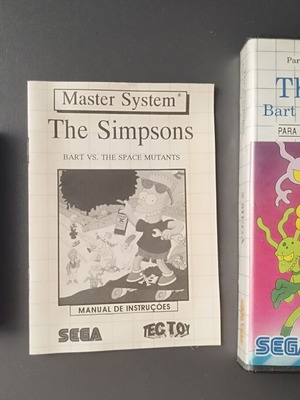 Master System®
The Simpsons
BART VS. THE SPACE MUTANTS
MANUAL DE INSTRUÇÕES
SEGA
TEC TOY
Par
Th
Bart
PARA
SEGA